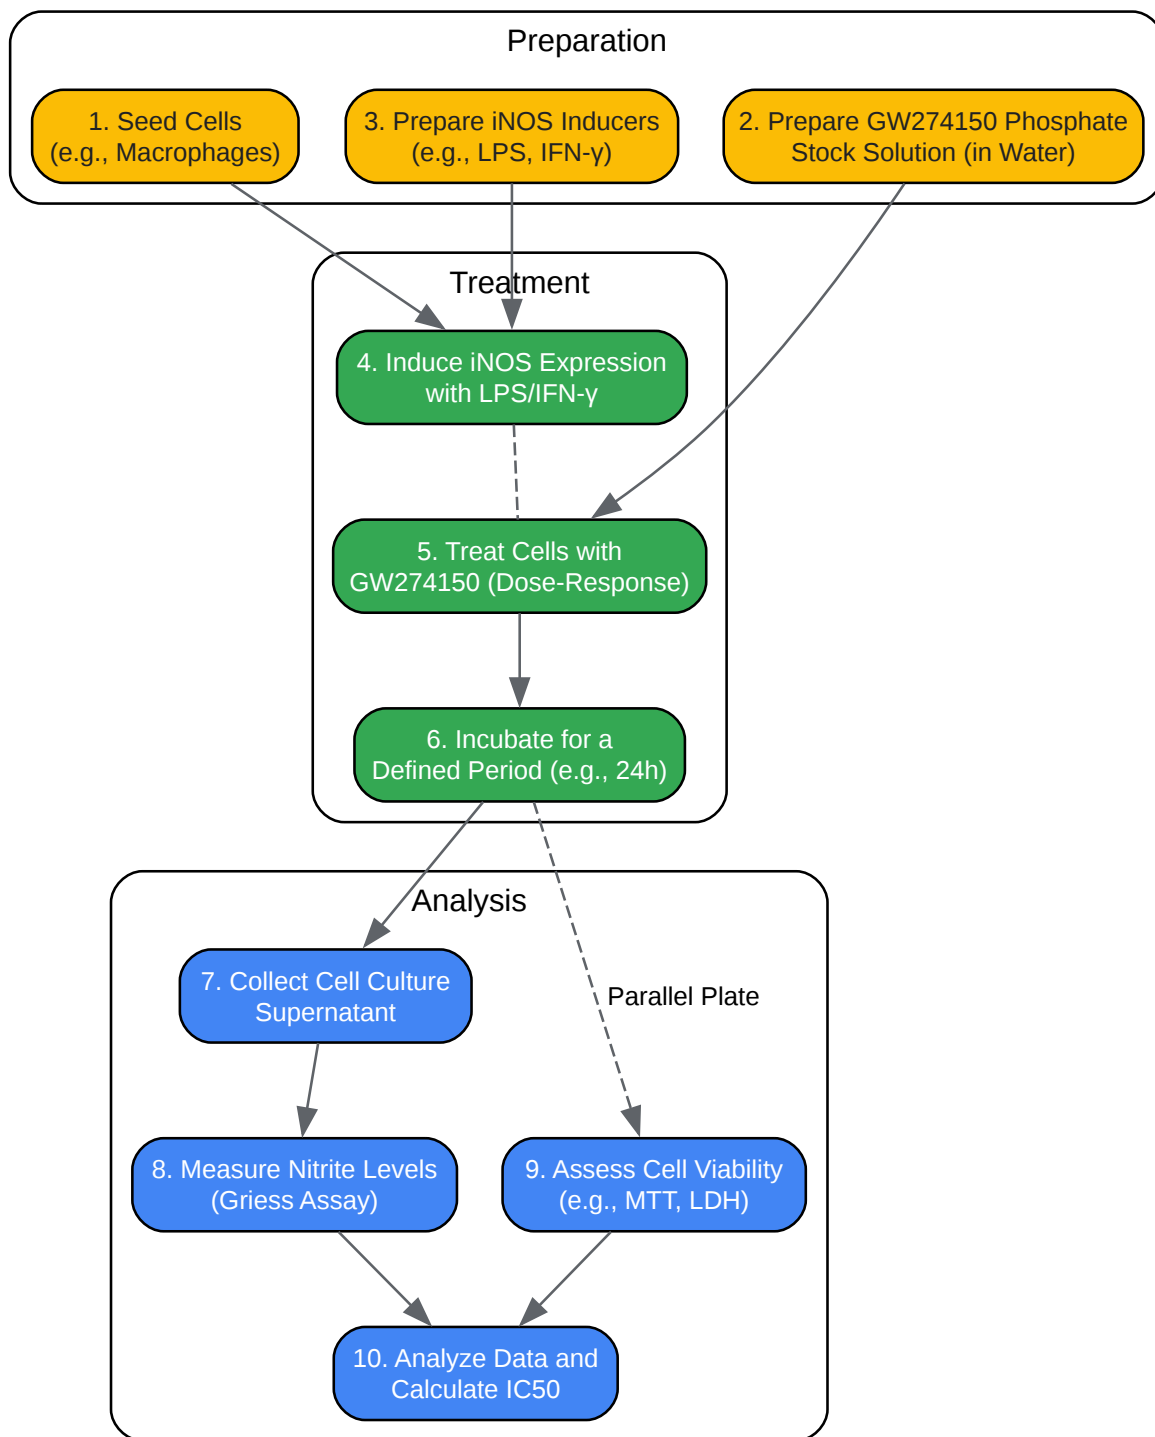 Preparation
1. Seed Cells
(e.g., Macrophages)
3. Prepare iNOS Inducers
(e.g., LPS, IFN-γ)
2. Prepare GW274150 Phosphate
Stock Solution (in Water)
Treatment
4. Induce iNOS Expression
with LPS/IFN-γ
5. Treat Cells with
GW274150 (Dose-Response)
6. Incubate for a
Defined Period (e.g., 24h)
Analysis
7. Collect Cell Culture
Supernatant
Parallel Plate
8. Measure Nitrite Levels
(Griess Assay)
9. Assess Cell Viability
(e.g., MTT, LDH)
10. Analyze Data and
Calculate IC50